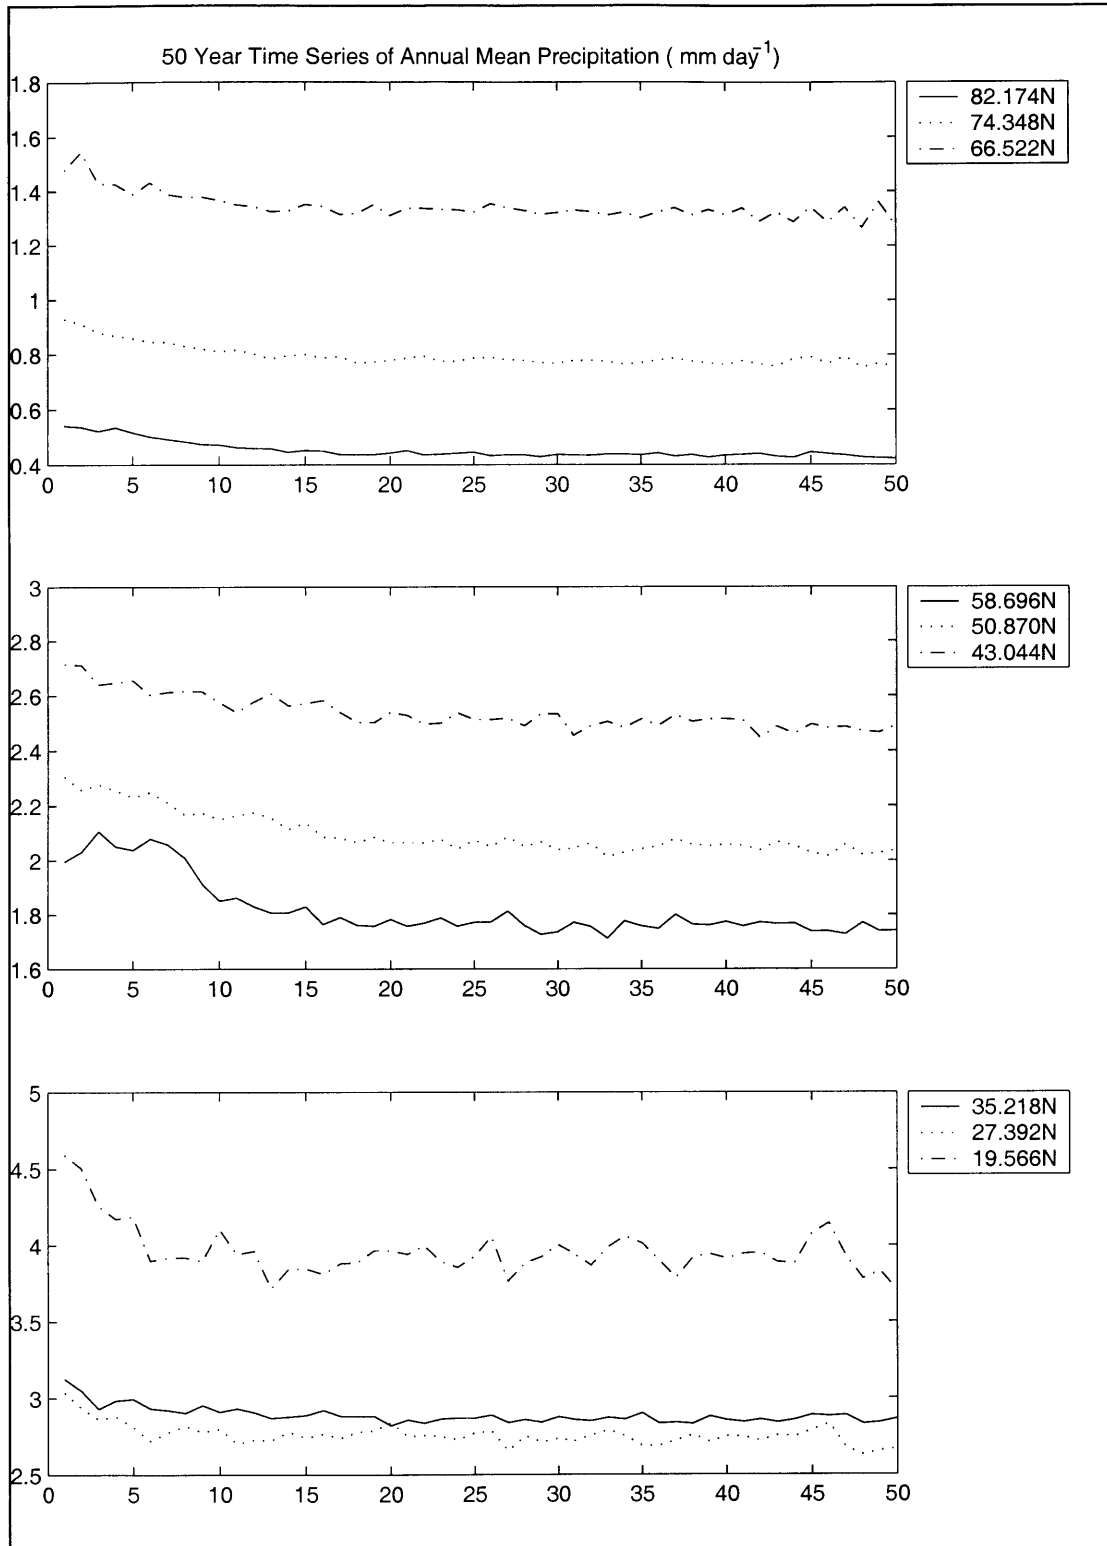 50 Year Time Series of Annual Mean Precipitation ( mm day⁻¹)
1.8
1.6
1.4
1.2
1
0.8
0.6
0.4
0 5 10 15 20 25 30 35 40 45 50
82.174N
74.348N
66.522N
3
2.8
2.6
2.4
2.2
2
1.8
1.6
0 5 10 15 20 25 30 35 40 45 50
58.696N
50.870N
43.044N
5
4.5
4
3.5
3
2.5
0 5 10 15 20 25 30 35 40 45 50
35.218N
27.392N
19.566N